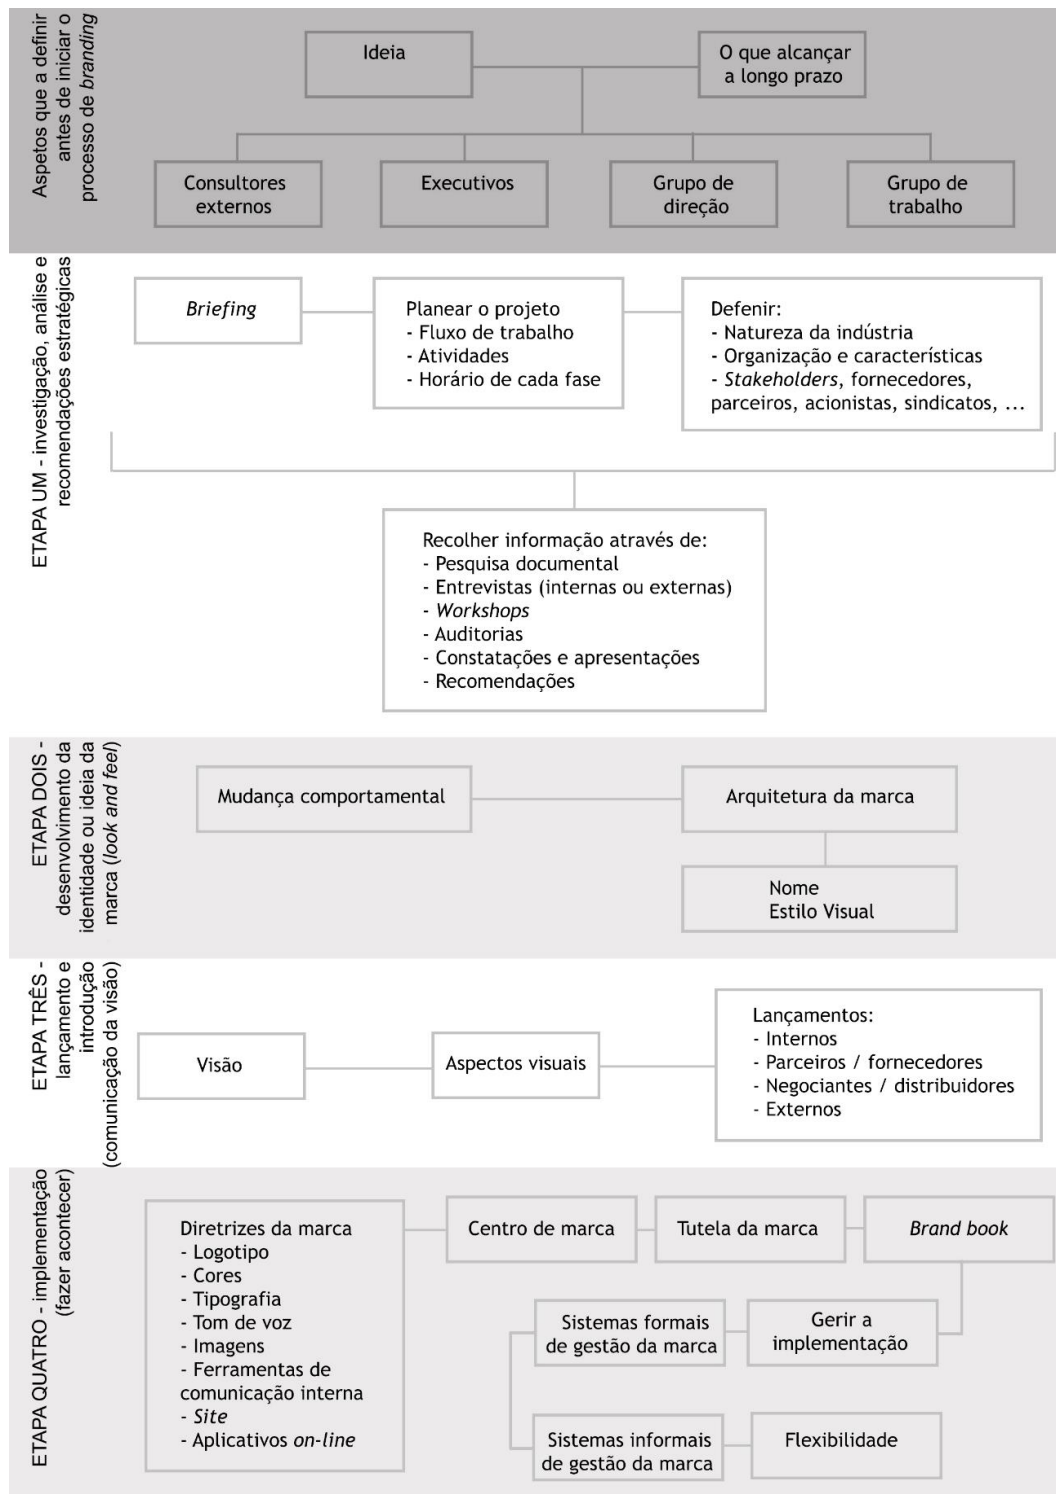 Aspetos que a definir
antes de iniciar o
processo de branding
Ideia
O que alcançar
a longo prazo
Consultores
externos
Executivos
Grupo de
direção
Grupo de
trabalho
ETAPA UM - investigação, análise e
recomendações estratégicas
Briefing
Planear o projeto
- Fluxo de trabalho
- Atividades
- Horário de cada fase
Defenir:
- Natureza da indústria
- Organização e características
- Stakeholders, fornecedores,
parceiros, acionistas, sindicatos, ...
Recolher informação através de:
- Pesquisa documental
- Entrevistas (internas ou externas)
- Workshops
- Auditorias
- Constatações e apresentações
- Recomendações
ETAPA DOIS -
desenvolvimento da
identidade ou ideia da
marca (look and feel)
Mudança comportamental
Arquitetura da marca
Nome
Estilo Visual
ETAPA TRÊS -
lançamento e
introdução
(comunicação da visão)
Visão
Aspectos visuais
Lançamentos:
- Internos
- Parceiros / fornecedores
- Negociantes / distribuidores
- Externos
ETAPA QUATRO - implementação
(fazer acontecer)
Diretrizes da marca
- Logotipo
- Cores
- Tipografia
- Tom de voz
- Imagens
- Ferramentas de
comunicação interna
- Site
- Aplicativos on-line
Centro de marca
Tutela da marca
Brand book
Sistemas formais
de gestão da marca
Gerir a
implementação
Sistemas informais
de gestão da marca
Flexibilidade